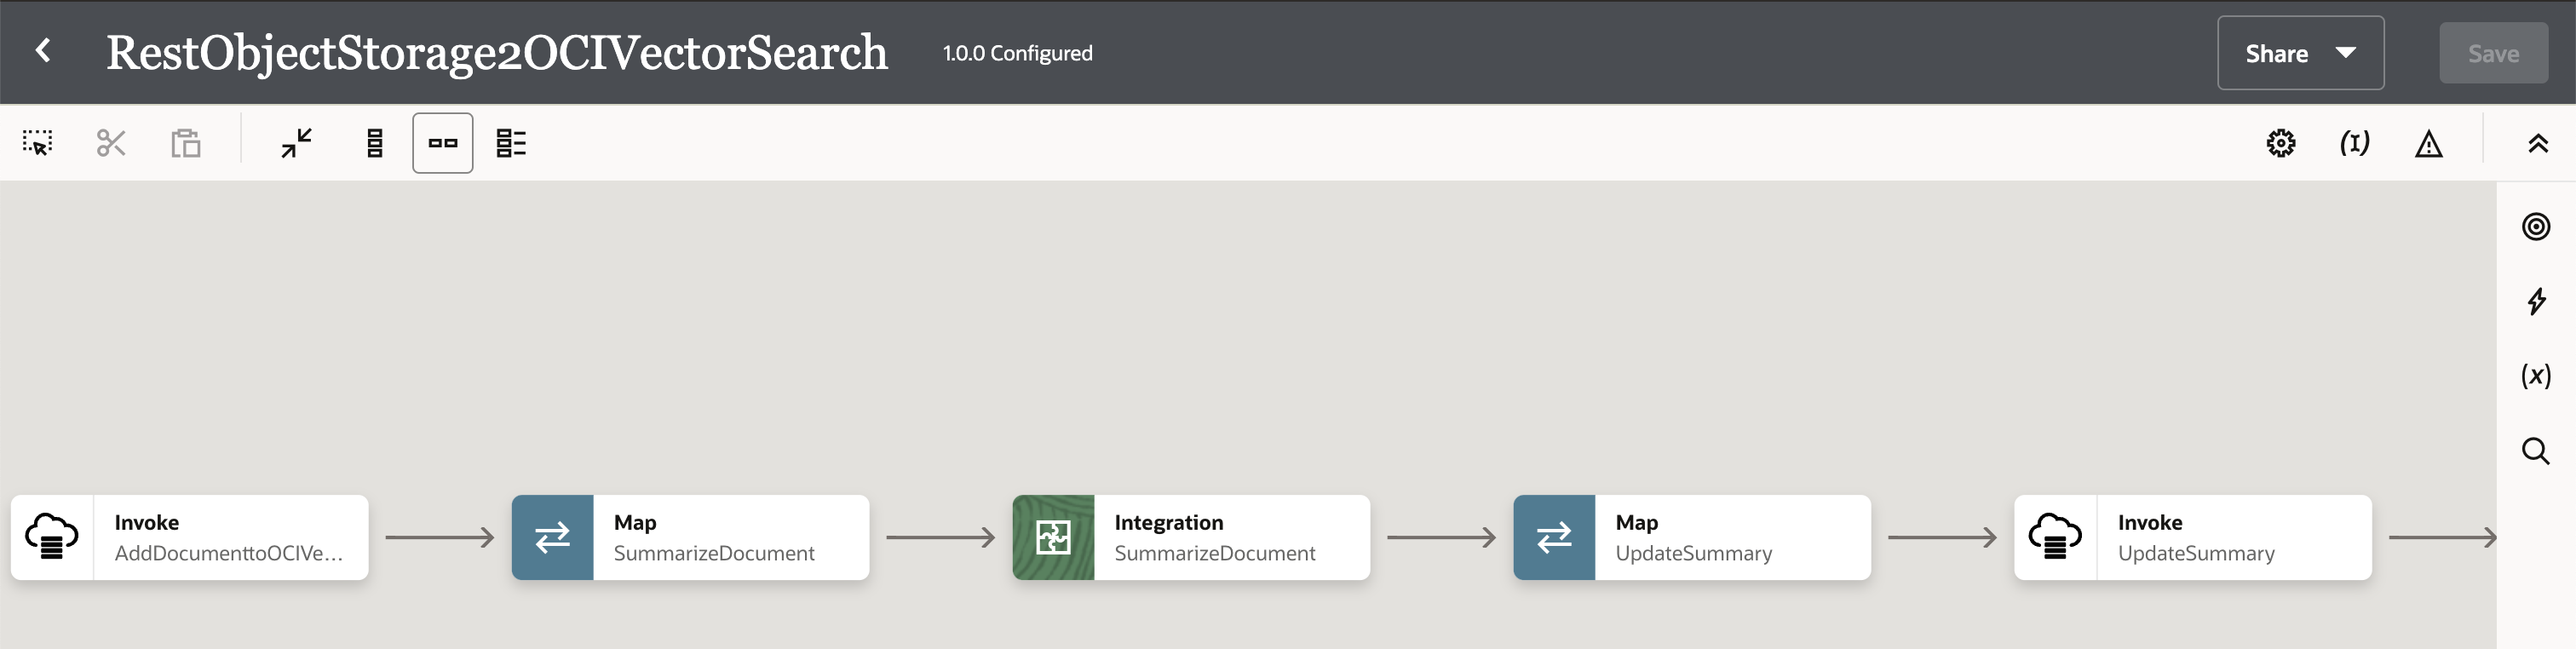 RestObjectStorage2OCIVectorSearch
1.0.0 Configured
Share
Save
(I)
(x)
Invoke
AddDocumenttoOCIVe...
Map
SummarizeDocument
Integration
SummarizeDocument
Map
UpdateSummary
Invoke
UpdateSummary